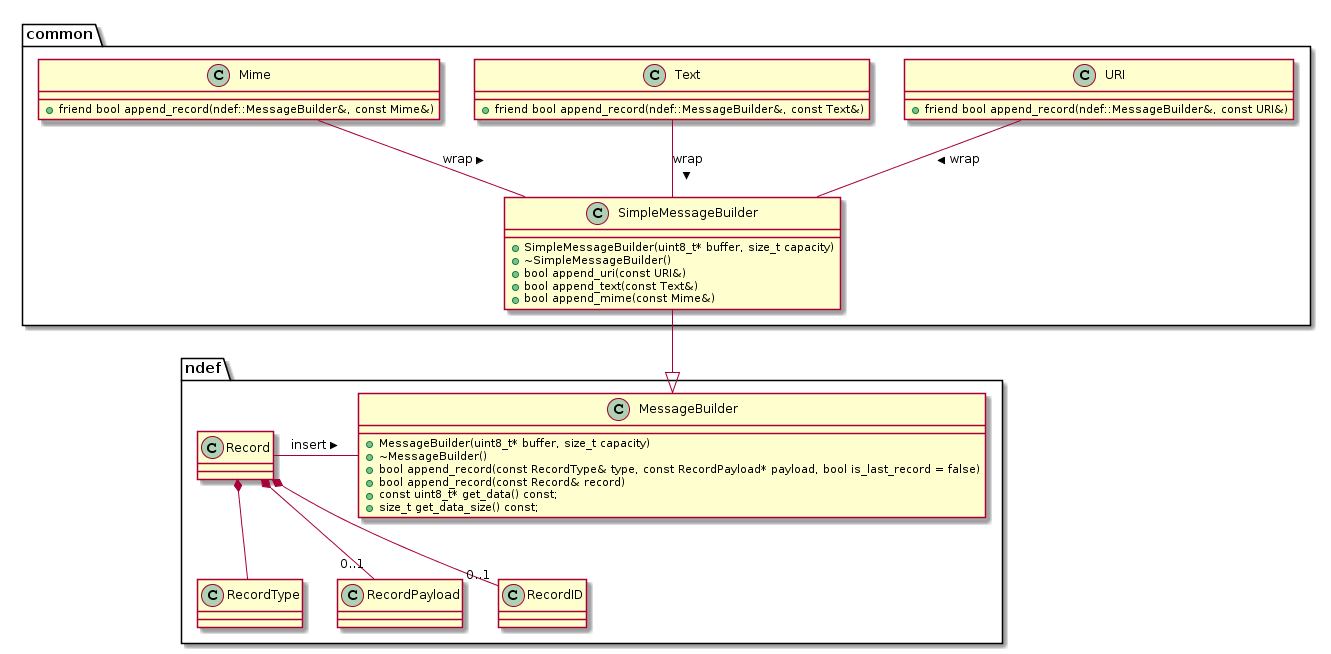 common
C Mime
friend bool append_record(ndef::MessageBuilder&, const Mime&)
C Text
friend bool append_record(ndef::MessageBuilder&, const Text&)
C URI
friend bool append_record(ndef::MessageBuilder&, const URI&)
wrap ►
wrap
▼
◄ wrap
C SimpleMessageBuilder
SimpleMessageBuilder(uint8_t* buffer, size_t capacity)
~SimpleMessageBuilder()
bool append_uri(const URI&)
bool append_text(const Text&)
bool append_mime(const Mime&)
ndef
C MessageBuilder
MessageBuilder(uint8_t* buffer, size_t capacity)
~MessageBuilder()
bool append_record(const RecordType& type, const RecordPayload* payload, bool is_last_record = false)
bool append_record(const Record& record)
const uint8_t* get_data() const;
size_t get_data_size() const;
C Record
insert ►
0..1
0..1
C RecordType
C RecordPayload
C RecordID